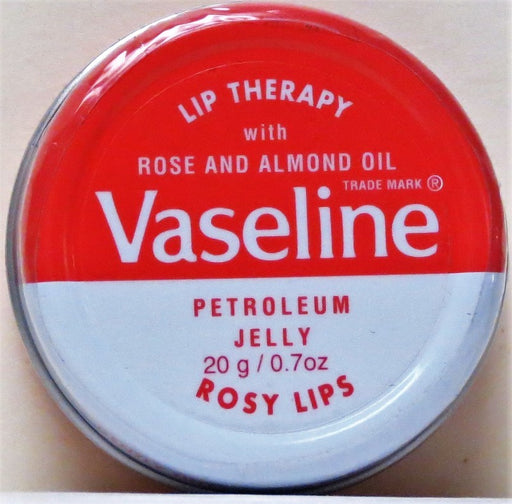 LIP THERAPY
with
ROSE AND ALMOND OIL
TRADE MARK ®
Vaseline
PETROLEUM
JELLY
20 g / 0.7oz
ROSY LIPS